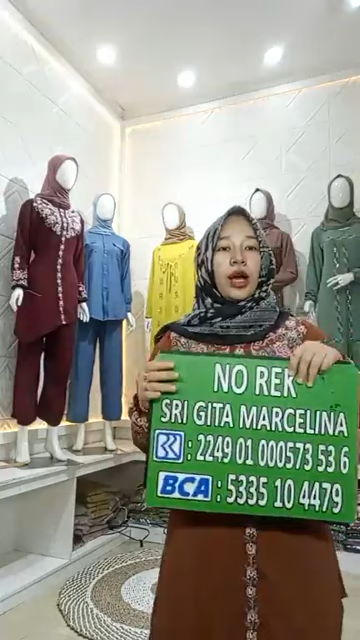 NO REK
SRI GITA MARCELINA
: 2249 01 000573 53 6
BCA : 5335 10 4479